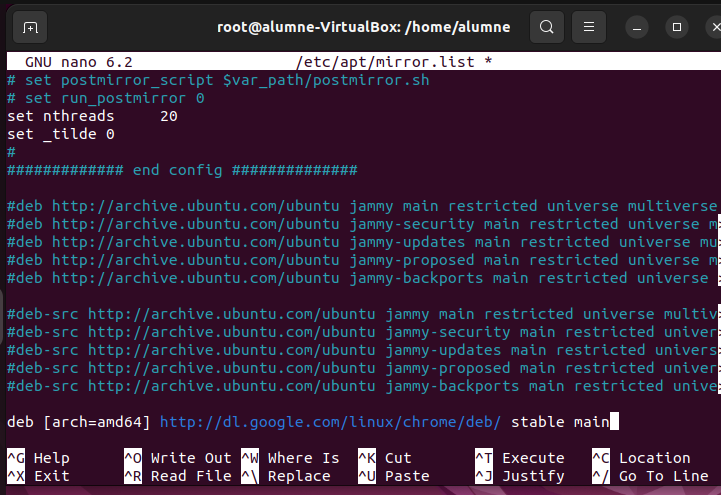 root@alumne-VirtualBox: /home/alumne
GNU nano 6.2 /etc/apt/mirror.list *
# set postmirror_script $var_path/postmirror.sh
# set run_postmirror 0
set nthreads     20
set _tilde 0
#
############# end config ##############
#deb http://archive.ubuntu.com/ubuntu jammy main restricted universe multiverse
#deb http://archive.ubuntu.com/ubuntu jammy-security main restricted universe m>
#deb http://archive.ubuntu.com/ubuntu jammy-updates main restricted universe mu>
#deb http://archive.ubuntu.com/ubuntu jammy-proposed main restricted universe m>
#deb http://archive.ubuntu.com/ubuntu jammy-backports main restricted universe >
#deb-src http://archive.ubuntu.com/ubuntu jammy main restricted universe multiv>
#deb-src http://archive.ubuntu.com/ubuntu jammy-security main restricted univer>
#deb-src http://archive.ubuntu.com/ubuntu jammy-updates main restricted univers>
#deb-src http://archive.ubuntu.com/ubuntu jammy-proposed main restricted univer>
#deb-src http://archive.ubuntu.com/ubuntu jammy-backports main restricted unive>
deb [arch=amd64] http://dl.google.com/linux/chrome/deb/ stable main
^G Help ^O Write Out ^W Where Is ^K Cut ^T Execute ^C Location
^X Exit ^R Read File ^\ Replace ^U Paste ^J Justify ^/ Go To Line